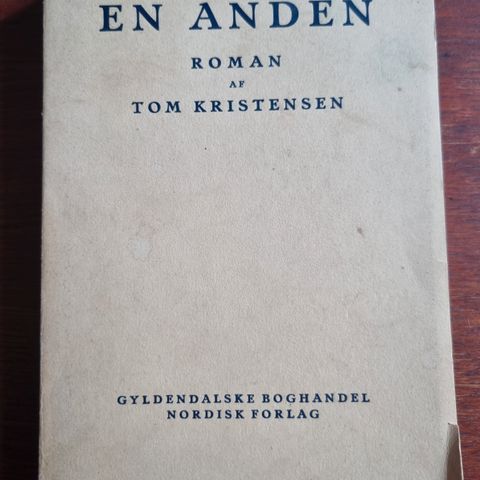 EN ANDEN
ROMAN
AF
TOM KRISTENSEN
GYLDENDALSKE BOGHANDEL
NORDISK FORLAG